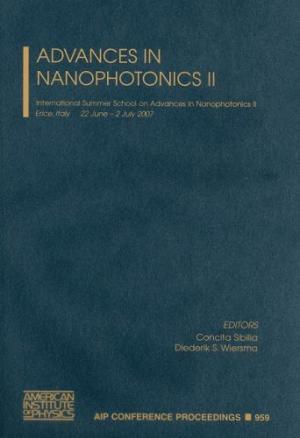 ADVANCES IN
NANOPHOTONICS II
International Summer School on Advances in Nanophotonics II
Erice, Italy 22 June – 2 July 2007
EDITORS
Concita Sibilia
Diederik S. Wiersma
AMERICAN
INSTITUTE
OF PHYSICS
AIP CONFERENCE PROCEEDINGS ■ 959